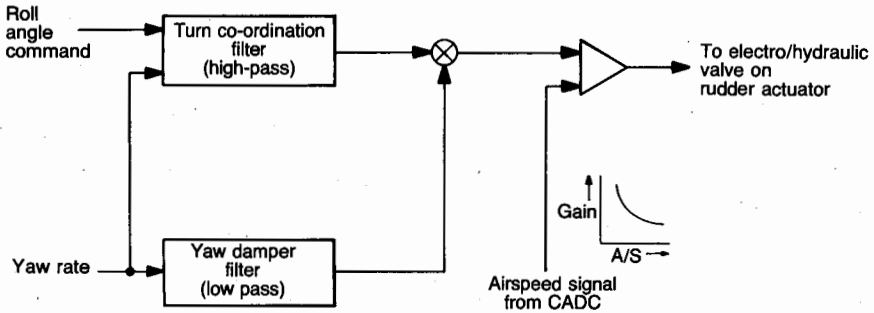 Roll
angle
command
Turn co-ordination
filter
(high-pass)
To electro/hydraulic
valve on
rudder actuator
Gain
A/S
Yaw rate
Yaw damper
filter
(low pass)
Airspeed signal
from CADC